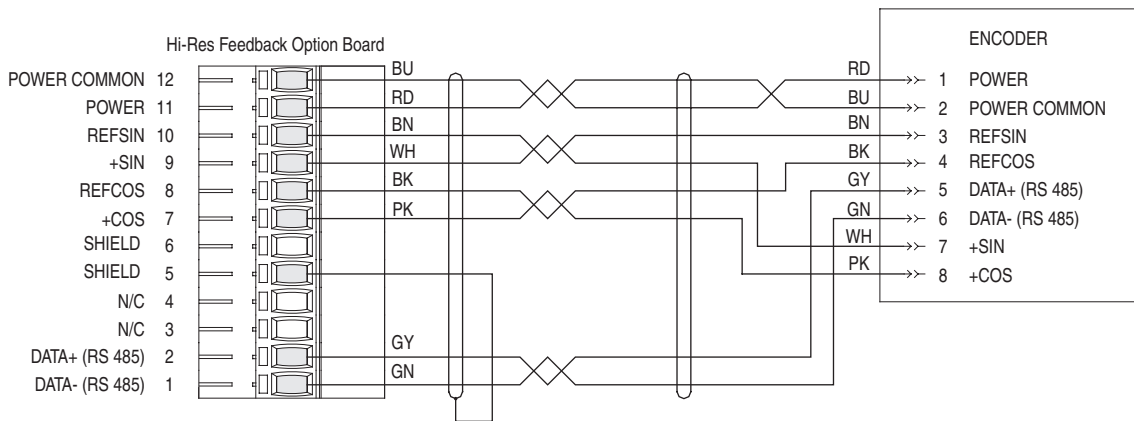 Hi-Res Feedback Option Board
ENCODER
POWER COMMON 12 BU RD 1 POWER
POWER 11 RD BU 2 POWER COMMON
REFSIN 10 BN BN 3 REFSIN
+SIN 9 WH BK 4 REFCOS
REFCOS 8 BK GY 5 DATA+ (RS 485)
+COS 7 PK GN 6 DATA- (RS 485)
SHIELD 6 WH 7 +SIN
SHIELD 5 PK 8 +COS
N/C 4
N/C 3
DATA+ (RS 485) 2 GY
DATA- (RS 485) 1 GN